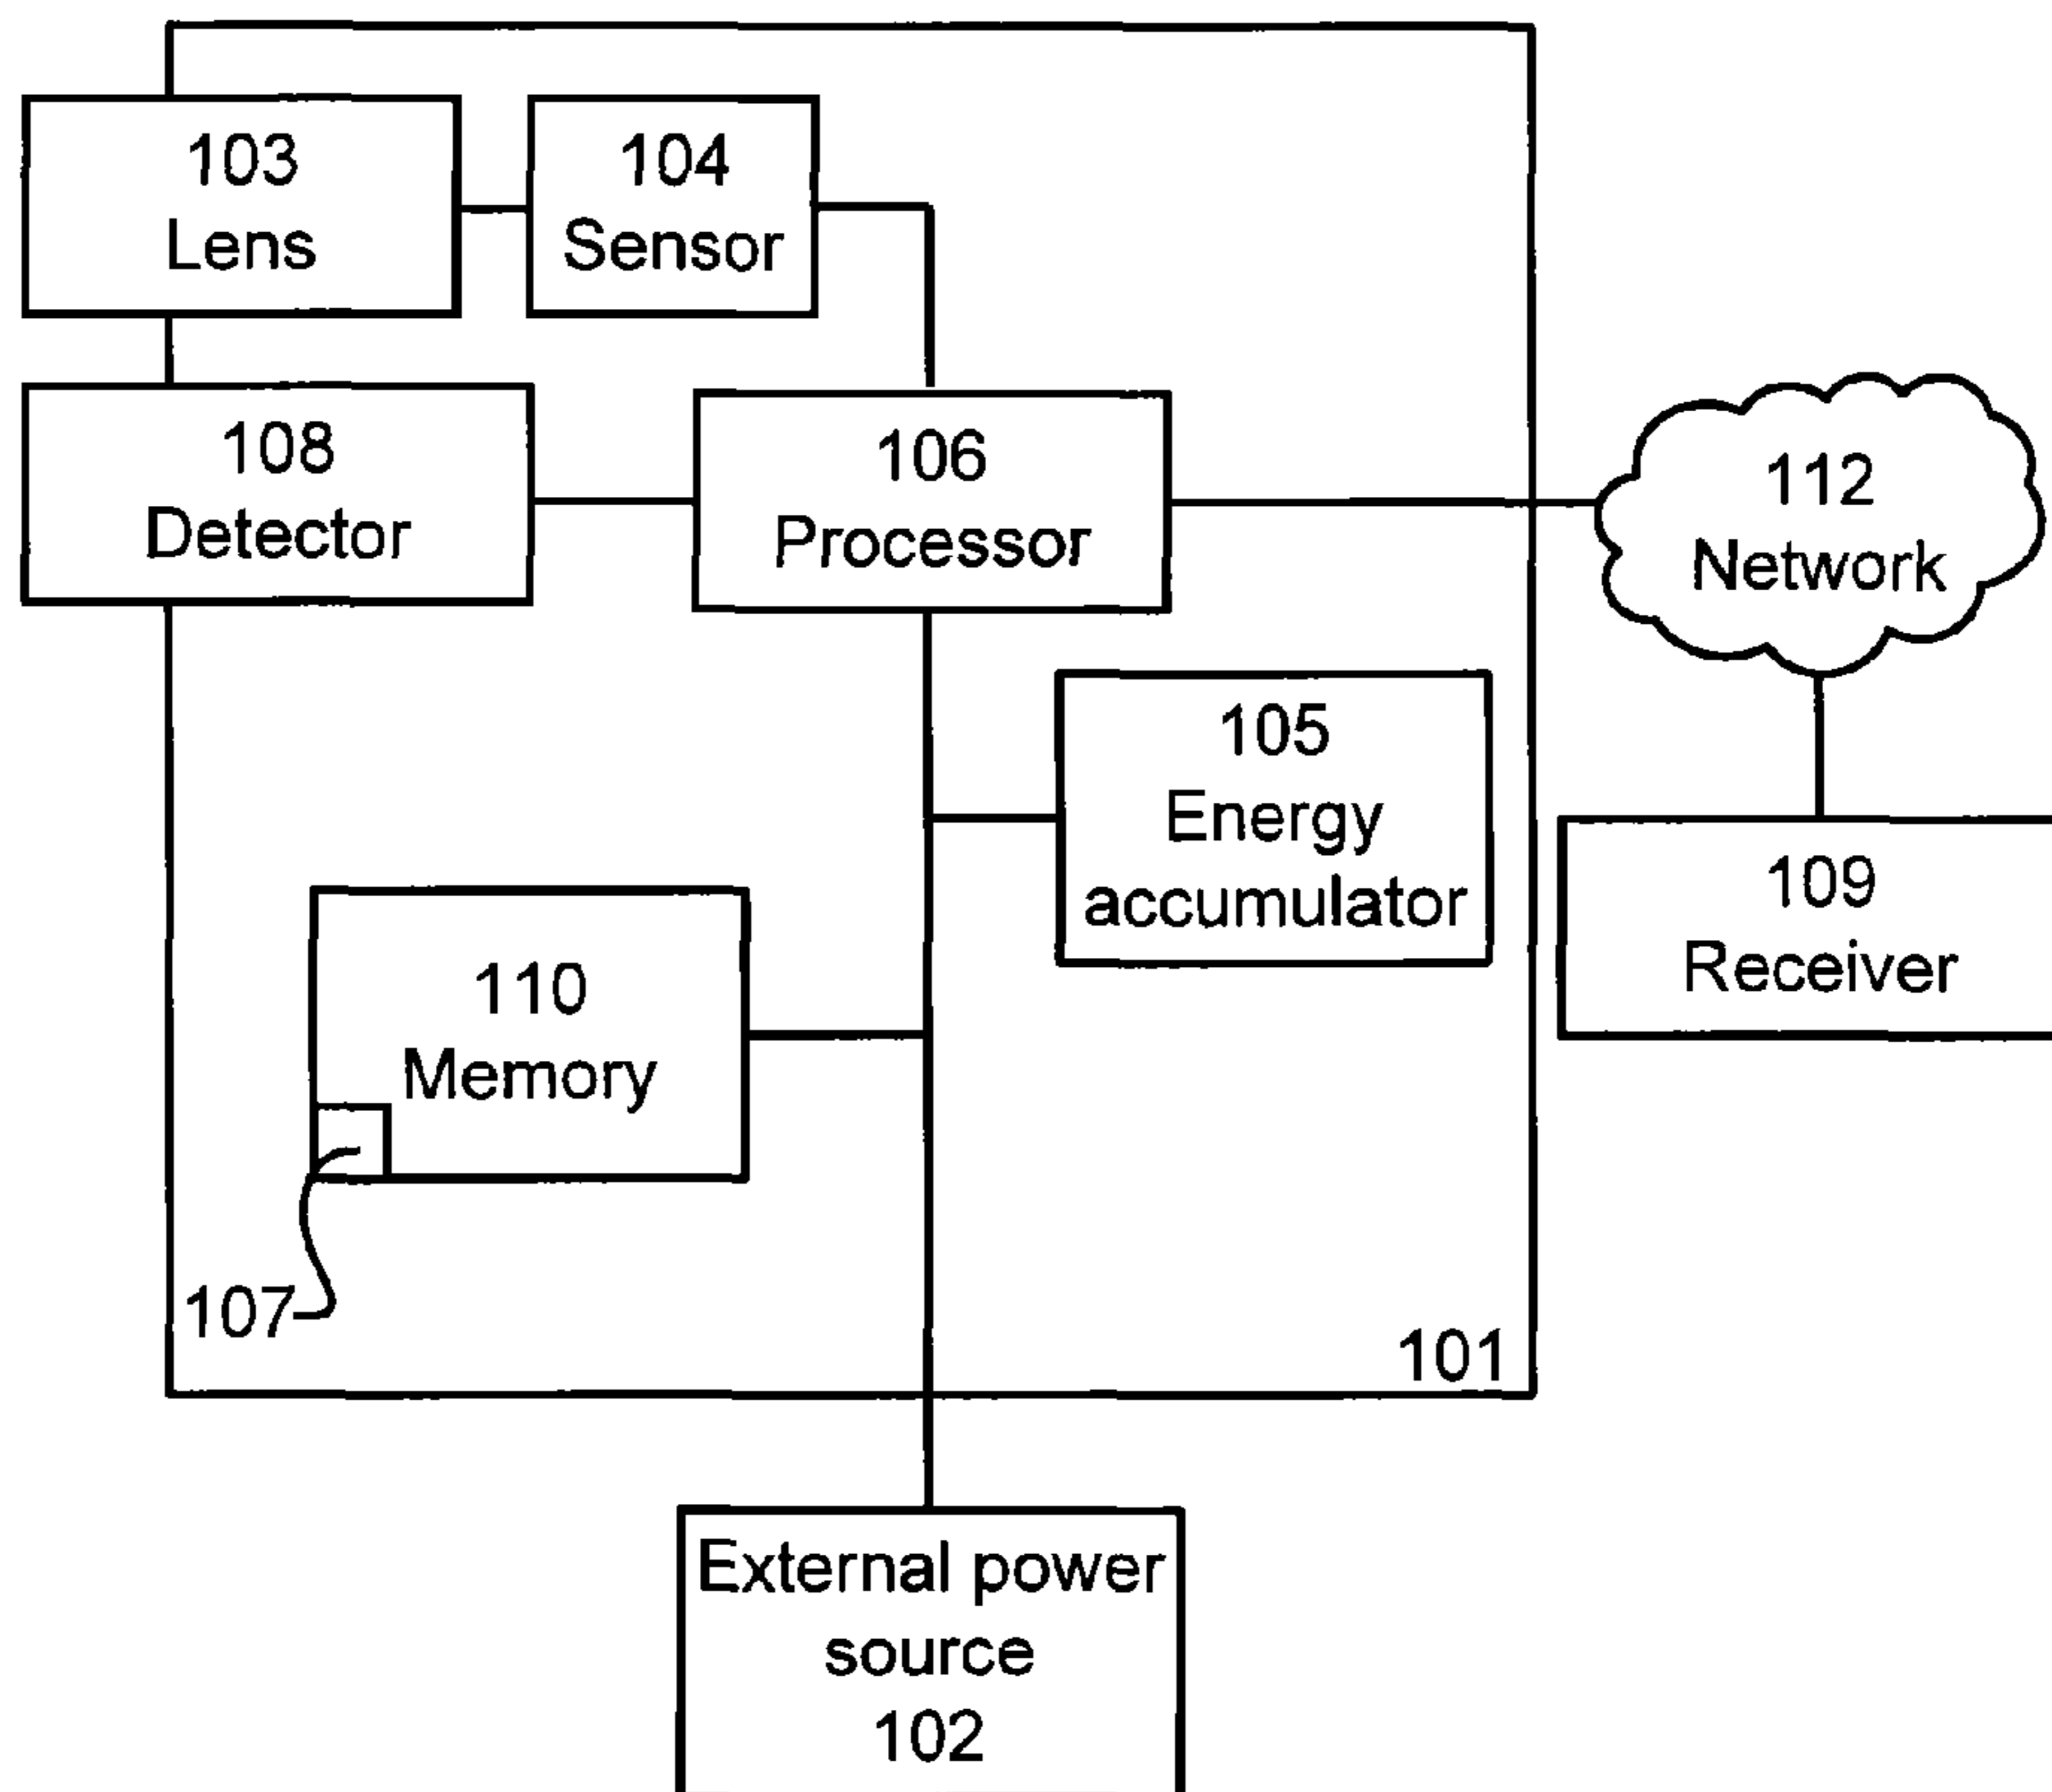 103
Lens
104
Sensor
108
Detector
106
Processor
112
Network
105
Energy
accumulator
109
Receiver
110
Memory
107
101
External power
source
102